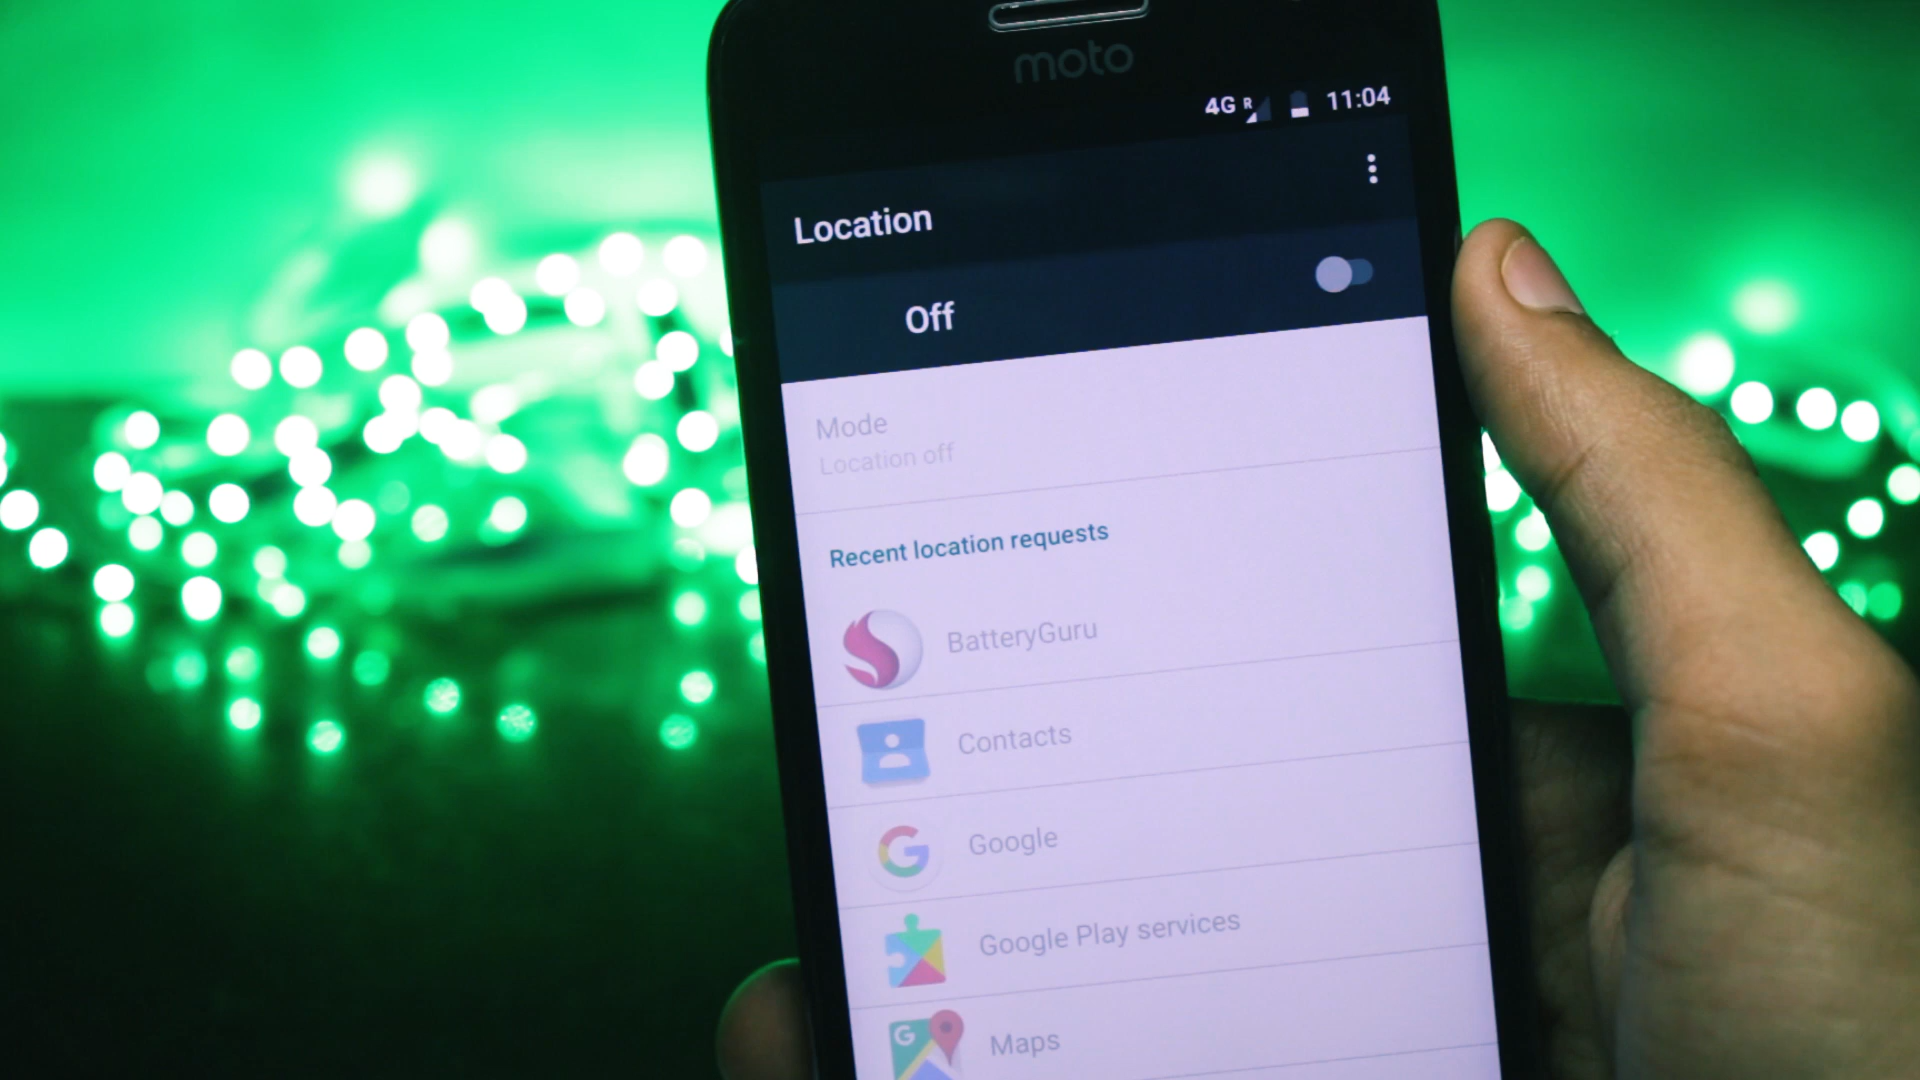 moto
4G R 11:04
Location
Off
Mode
Location off
Recent location requests
BatteryGuru
Contacts
Google
Google Play services
G
Maps